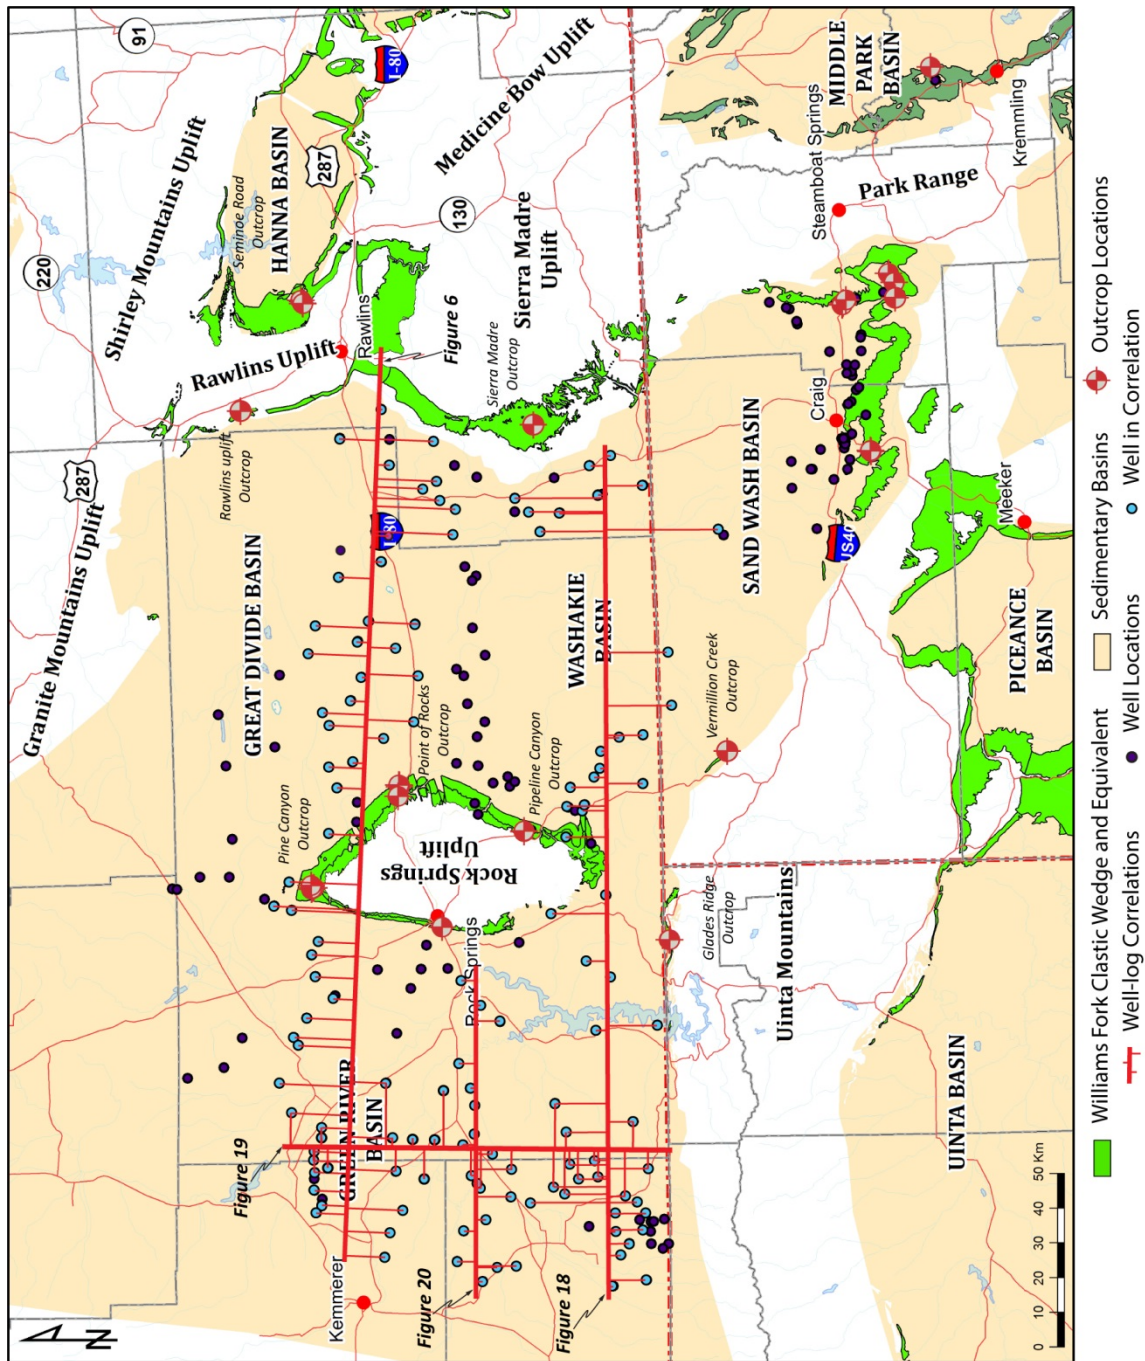 N
91
220
287
Shirley Mountains Uplift
Granite Mountains Uplift
Seminoe Road
Outcrop
HANNA BASIN
287
I-80
Rawlins Uplift
Rawlins uplift
Outcrop
Rawlins
Medicine Bow Uplift
130
Figure 6
Sierra Madre
Uplift
Sierra Madre
Outcrop
GREAT DIVIDE BASIN
I-80
Pine Canyon
Outcrop
Point of Rocks
Outcrop
Rock Springs
Uplift
Rock Springs
Pipeline Canyon
Outcrop
WASHAKIE
BASIN
Figure 19
GREEN RIVER
BASIN
Kemmerer
Figure 20
Figure 18
Vermillion Creek
Outcrop
Glades Ridge
Outcrop
Uinta Mountains
UINTA BASIN
SAND WASH BASIN
Craig
US40
Steamboat Springs
Park Range
MIDDLE
PARK
BASIN
Kremmling
Meeker
PICEANCE
BASIN
0 10 20 30 40 50 Km
Williams Fork Clastic Wedge and Equivalent
Sedimentary Basins
Outcrop Locations
Well-log Correlations
Well Locations
Well in Correlation